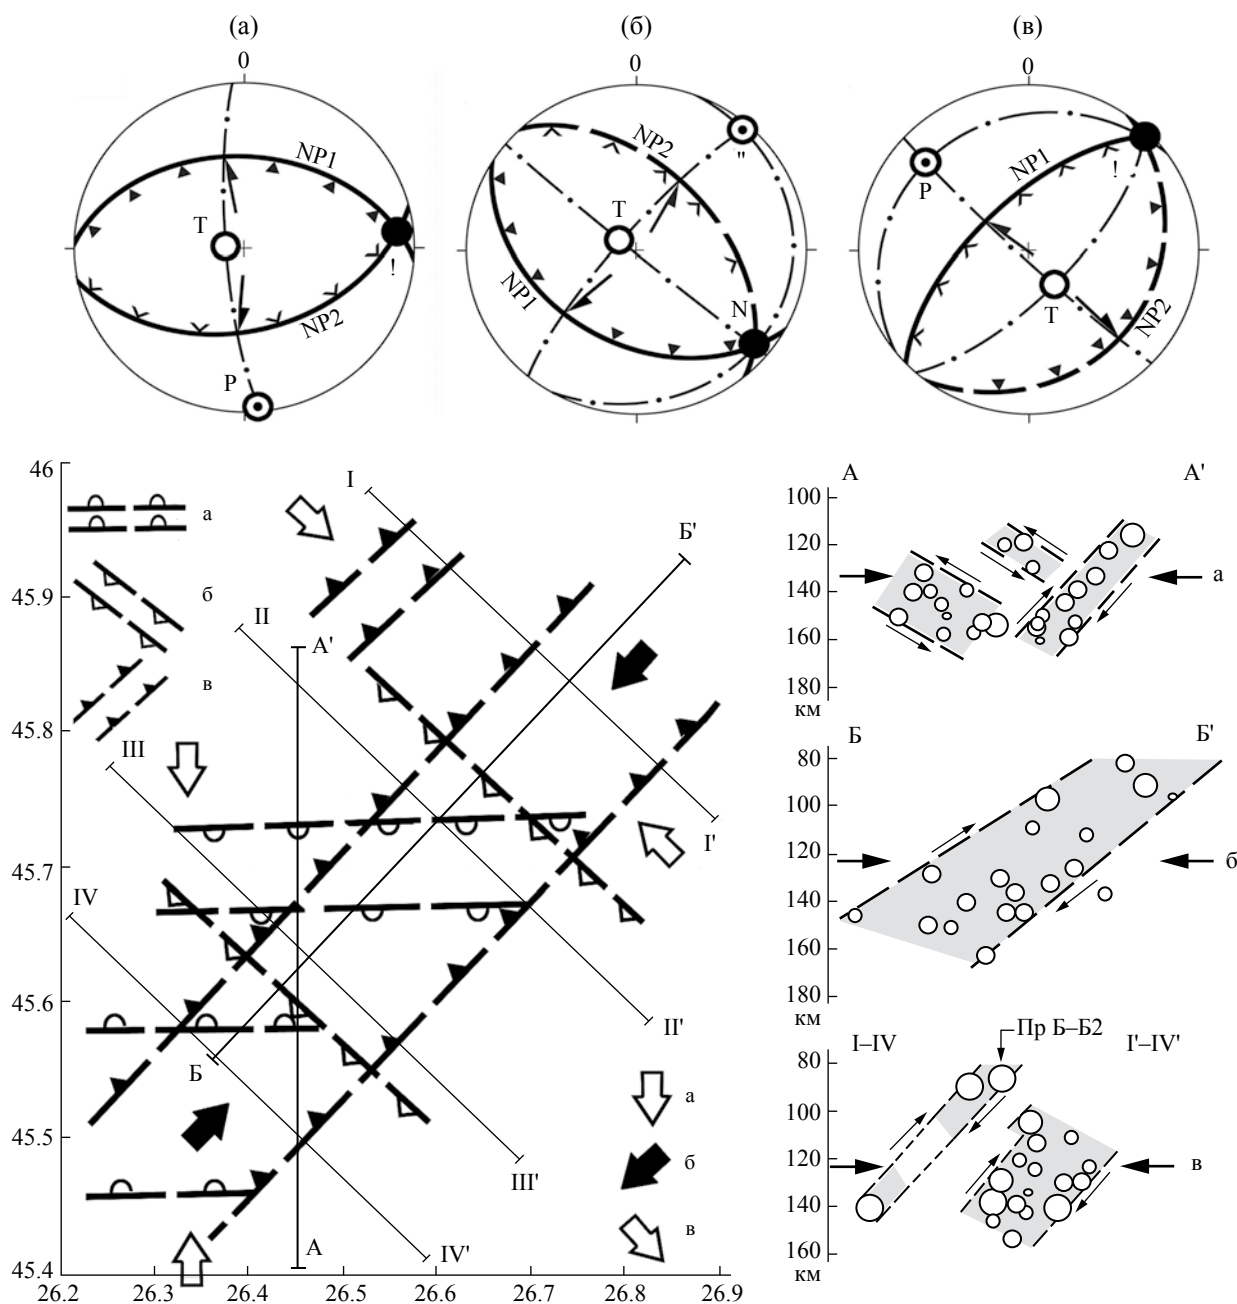 (а) (б) (в)
0 0 0
NP1 NP2 NP1
"
P
T T !
! T
NP1
N
NP2 NP2
P
46 I А А'
100
а Б'
120
а
140
б II
45.9 160
А' 180
в км
Б Б'
45.8 III 80
100
I' 120
б
45.7 140
IV
160
180
45.6 II' км
Пр Б–Б2
Б I–IV I'–IV'
80
а
100
45.5
б 120
в
III' 140
в
А IV' 160
45.4 км
26.2 26.3 26.4 26.5 26.6 26.7 26.8 26.9